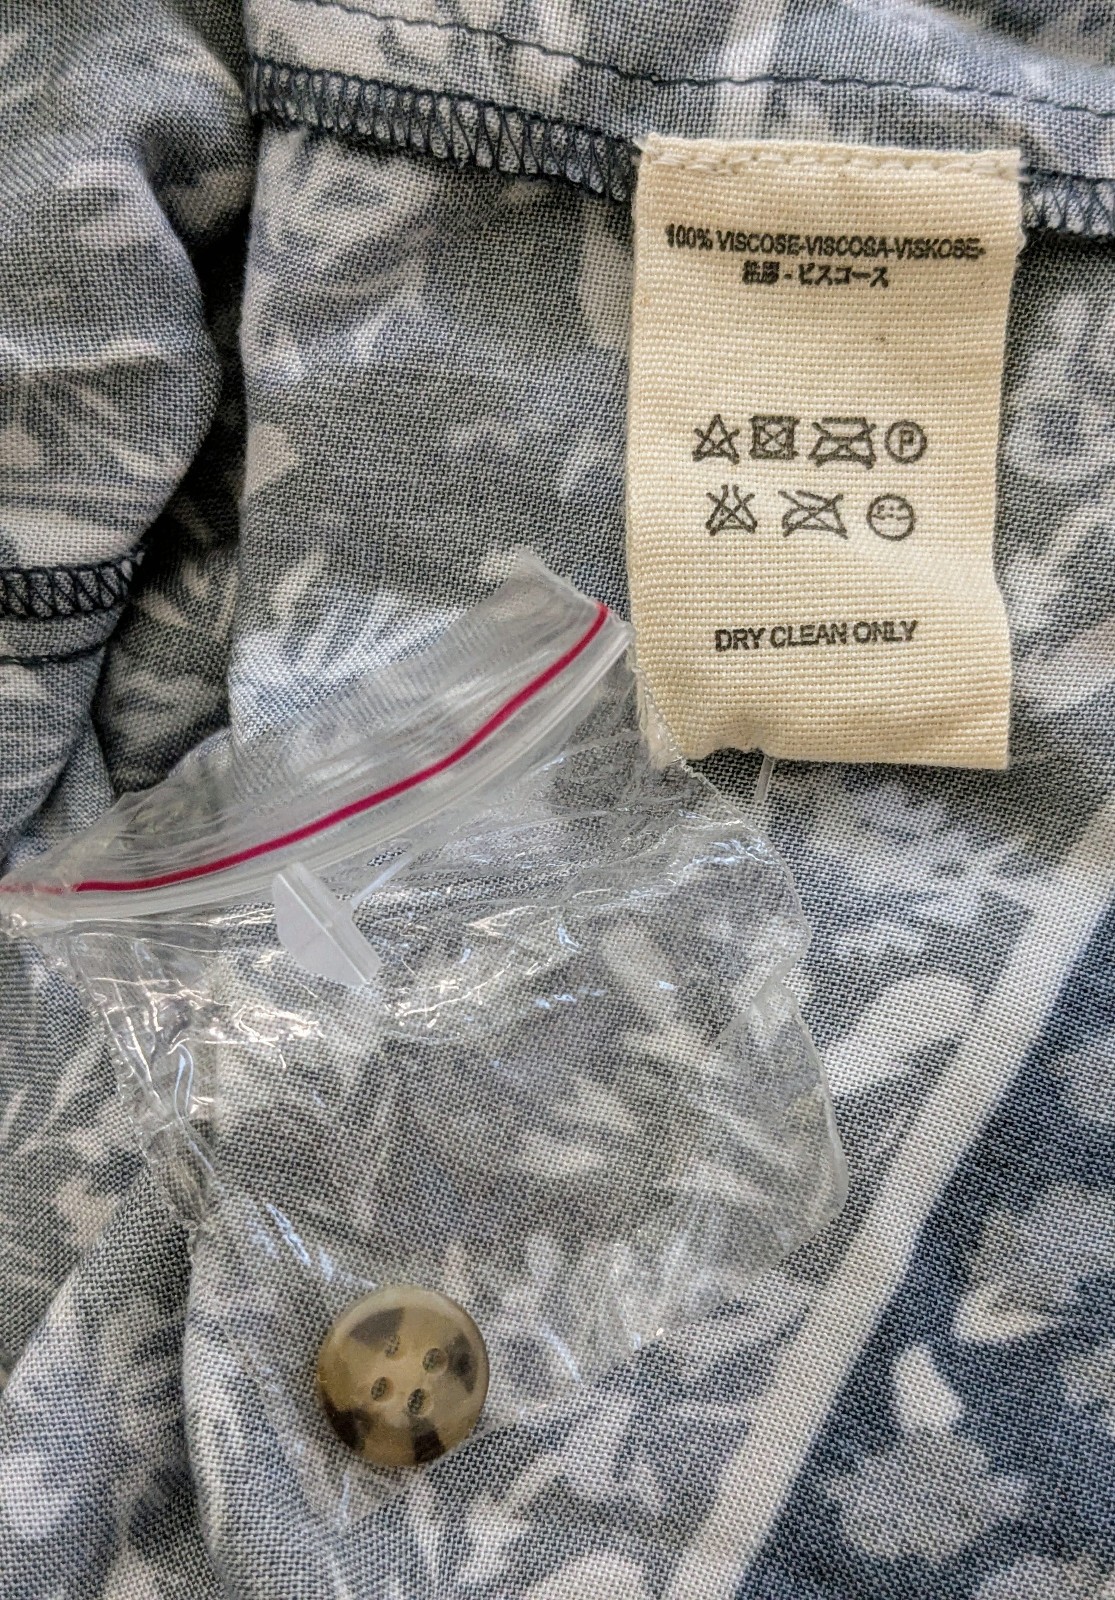 100% VISCOSE-VISCOSA-VISKOSE-
粘膠 - ビスコース
P
DRY CLEAN ONLY